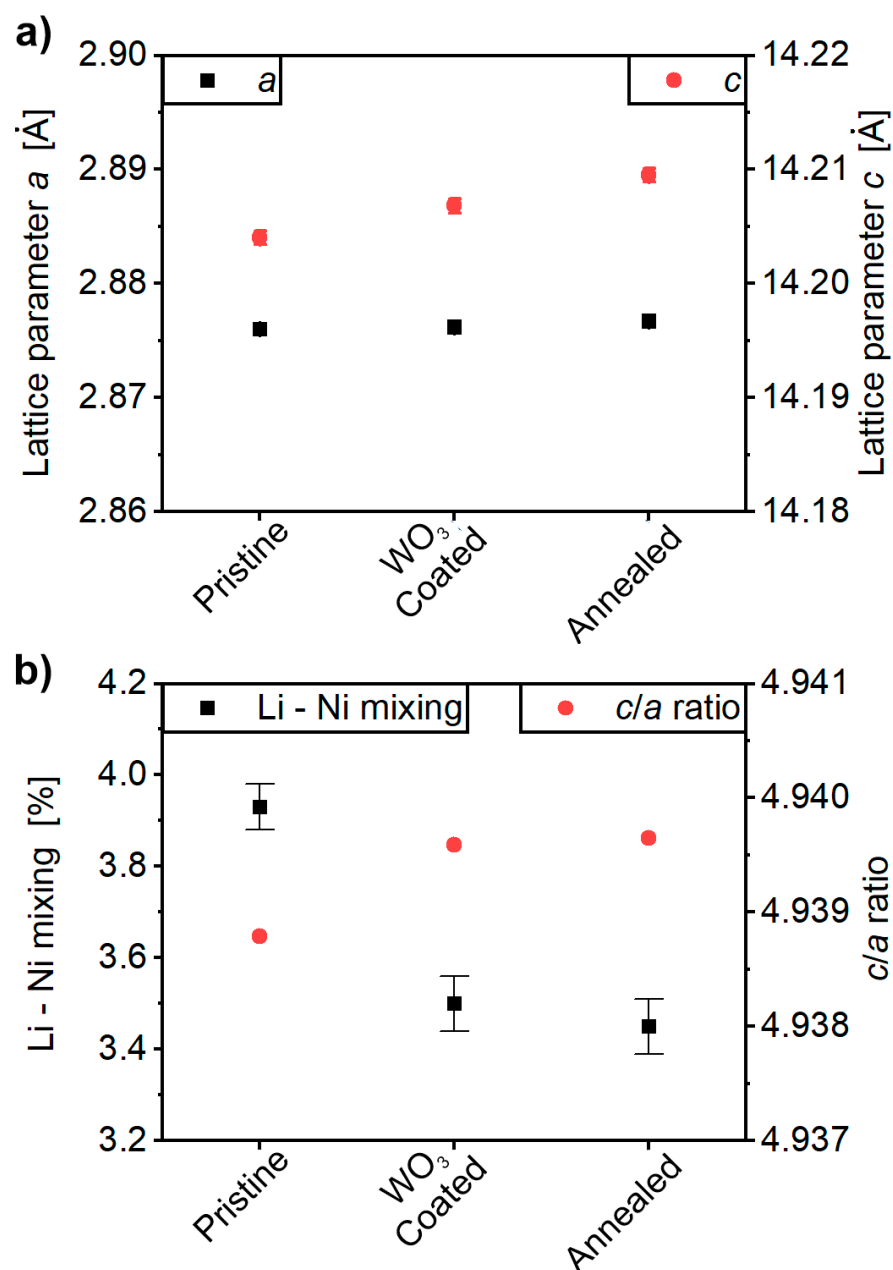 a)
a
c
Lattice parameter a [Å]
2.90
2.89
2.88
2.87
2.86
14.22
14.21
14.20
14.19
14.18
Lattice parameter c [Å]
Pristine
WO₃
Coated
Annealed
b)
Li - Ni mixing
c/a ratio
Li - Ni mixing [%]
4.2
4.0
3.8
3.6
3.4
3.2
4.941
4.940
4.939
4.938
4.937
c/a ratio
Pristine
WO₃
Coated
Annealed